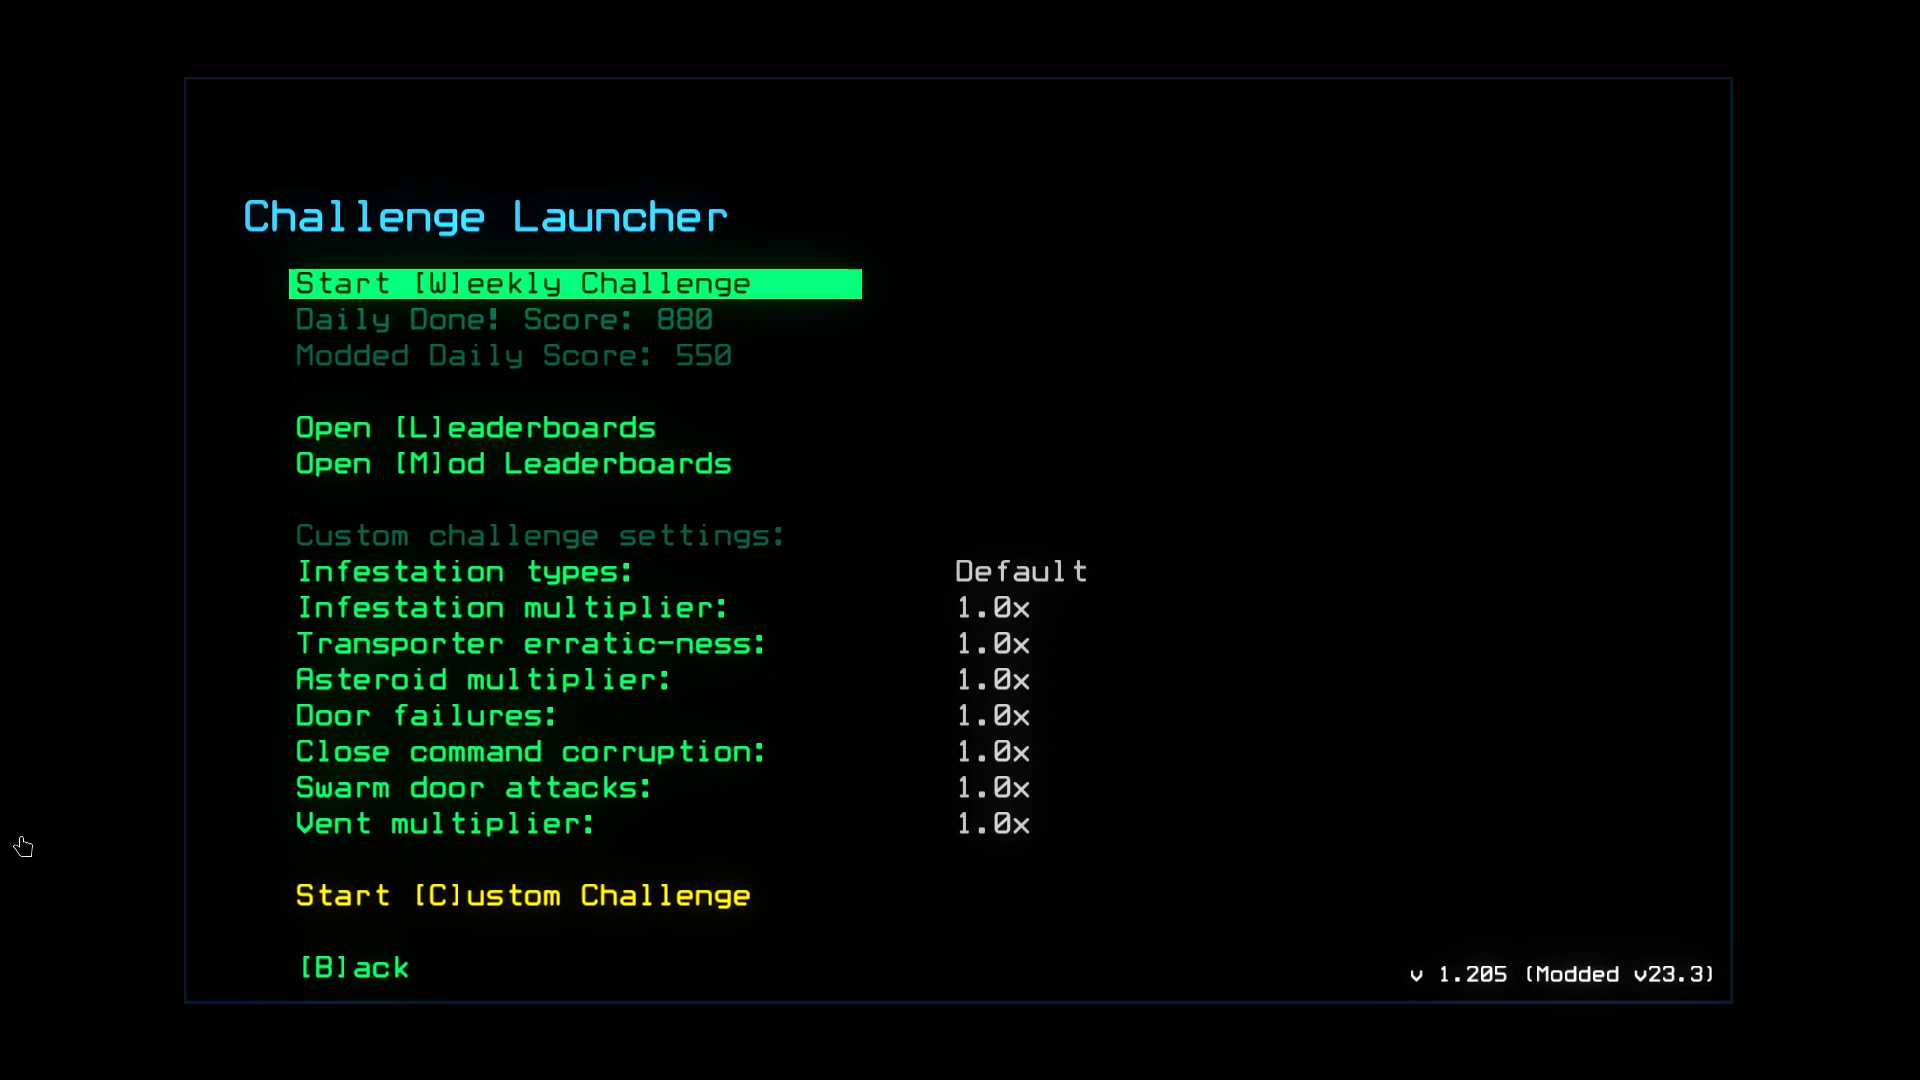 Challenge Launcher
Start [W]eekly Challenge
Daily Done! Score: 880
Modded Daily Score: 550
Open [L]eaderboards
Open [M]od Leaderboards
Custom challenge settings:
Infestation types: Default
Infestation multiplier: 1.0x
Transporter erratic-ness: 1.0x
Asteroid multiplier: 1.0x
Door failures: 1.0x
Close command corruption: 1.0x
Swarm door attacks: 1.0x
Vent multiplier: 1.0x
Start [C]ustom Challenge
[B]ack
v 1.205 (Modded v23.3)